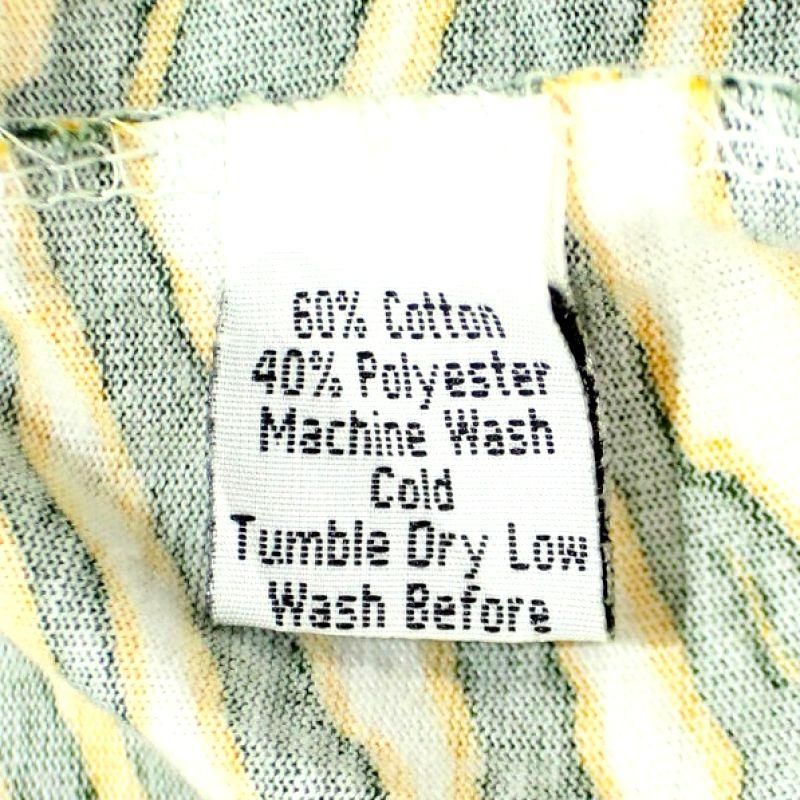 60% Cotton
40% Polyester
Machine Wash
Cold
Tumble Dry Low
Wash Before